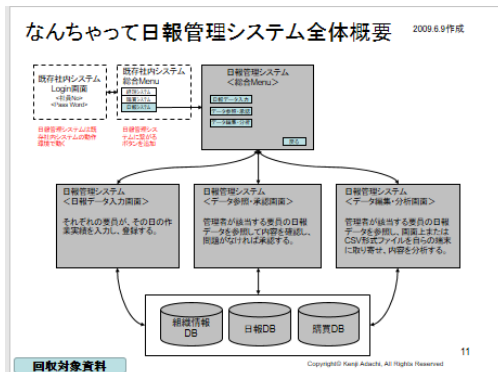 なんちゃって日報管理システム全体概要
2009.6.9作成
既存社内システム
Login画面
<社員No>
<Pass Word>
既存社内システム
総合Menu
日報システム
日報管理システムは既
存社内システムの動作
環境で動く
日報管理シス
テムに繋がる
ボタンを追加
日報管理システム
<総合Menu>
日報データ入力
データ参照・承認
データ編集・分析
戻る
日報管理システム
<日報データ入力画面>
それぞれの要員が、その日の作
業実績を入力し、登録する。
日報管理システム
<データ参照・承認画面>
管理者が該当する要員の日報
データを参照して内容を確認し、
問題がなければ承認する。
日報管理システム
<データ編集・分析画面>
管理者が該当する要員の日報
データを参照し、画面上または
CSV形式ファイルを自らの端末
に取り寄せ、内容を分析する。
組織情報
DB
日報DB
購買DB
回収対象資料
11
Copyright© Kenji Adachi, All Rights Reserved